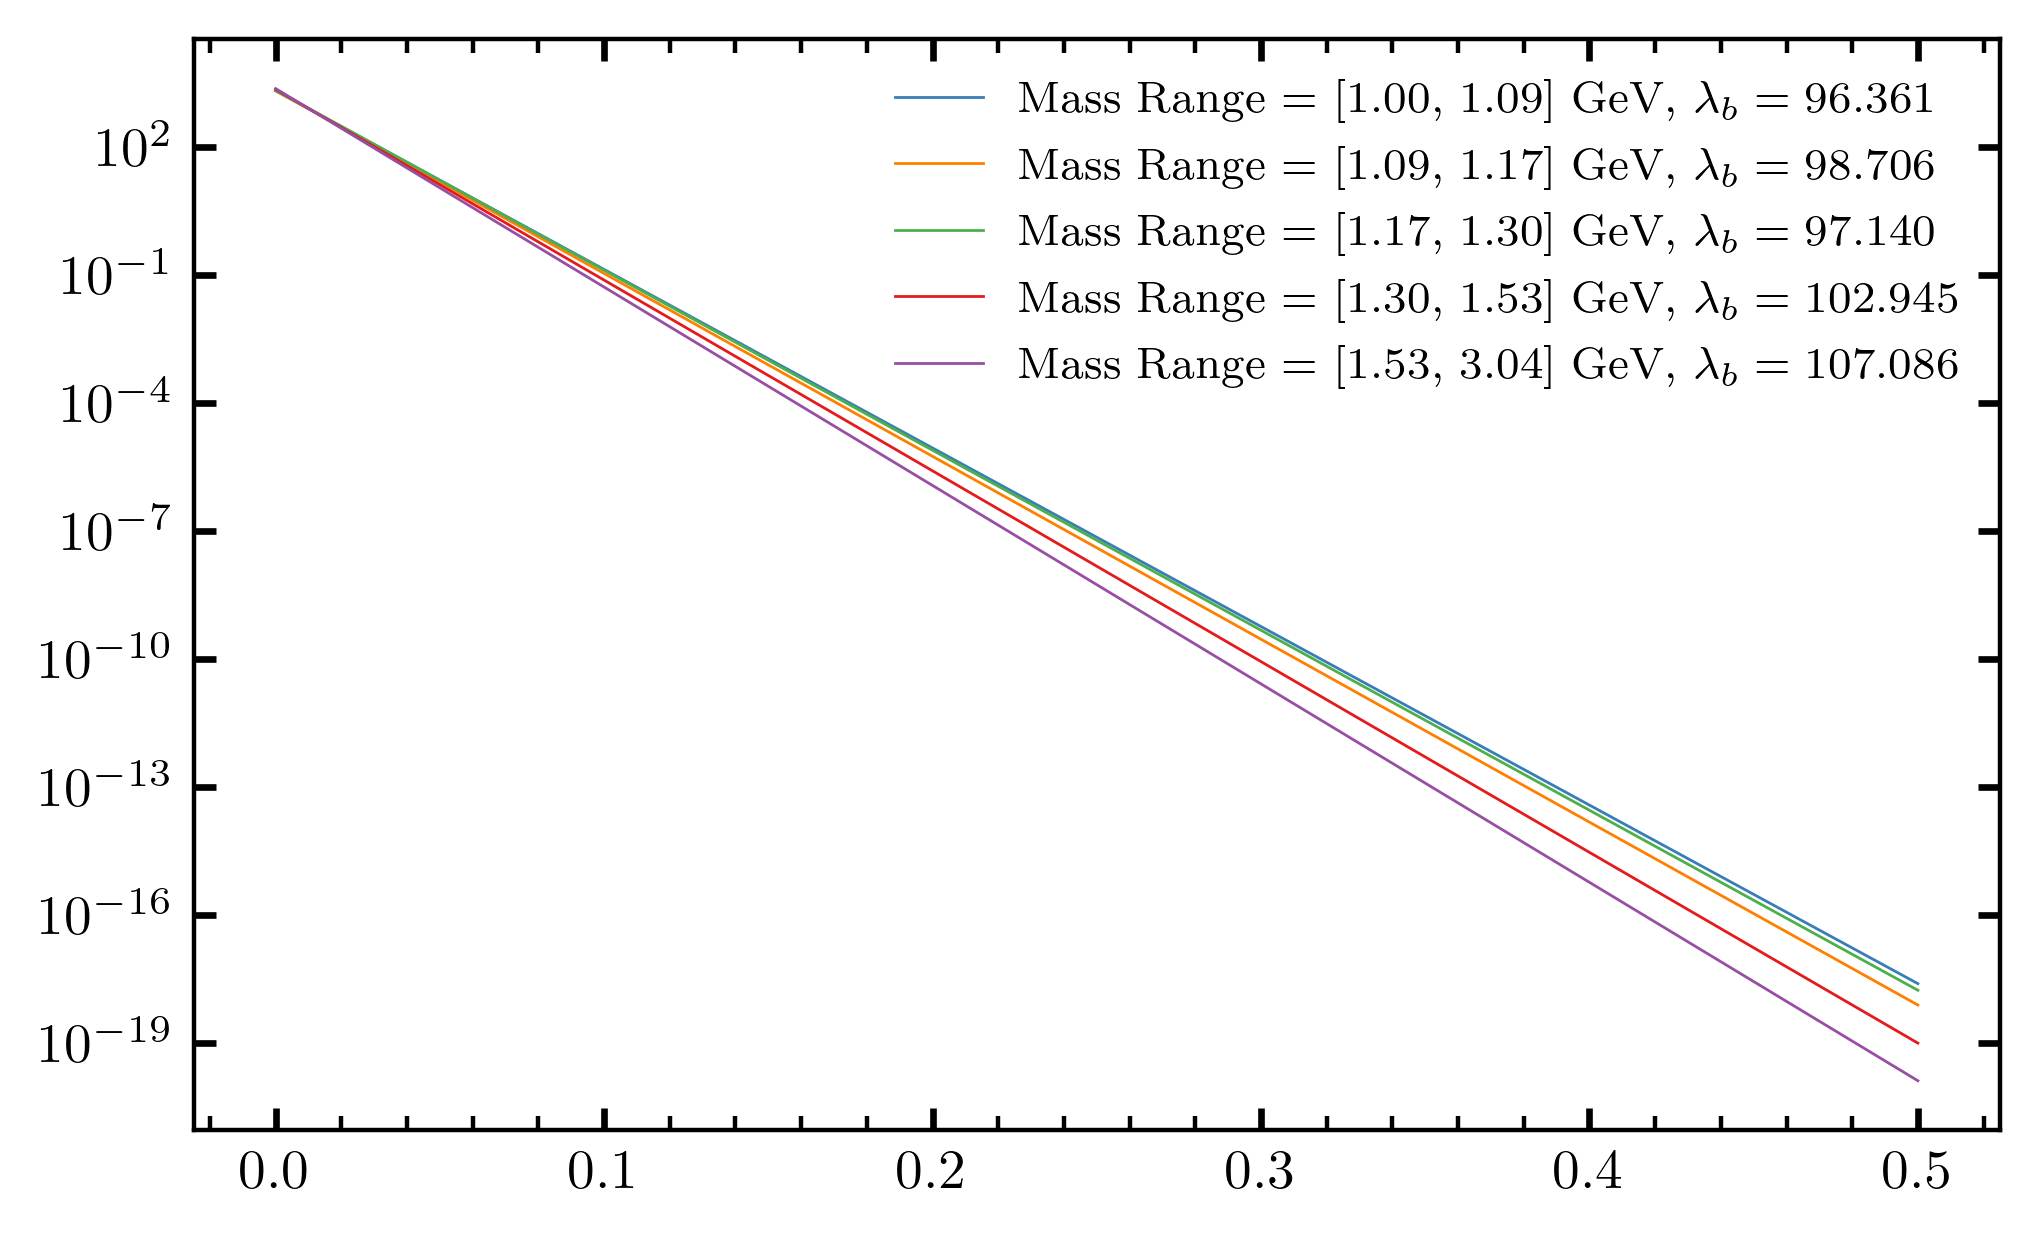 Mass Range = [1.00, 1.09] GeV, λ_b = 96.361
Mass Range = [1.09, 1.17] GeV, λ_b = 98.706
Mass Range = [1.17, 1.30] GeV, λ_b = 97.140
Mass Range = [1.30, 1.53] GeV, λ_b = 102.945
Mass Range = [1.53, 3.04] GeV, λ_b = 107.086
10²
10⁻¹
10⁻⁴
10⁻⁷
10⁻¹⁰
10⁻¹³
10⁻¹⁶
10⁻¹⁹
0.0 0.1 0.2 0.3 0.4 0.5